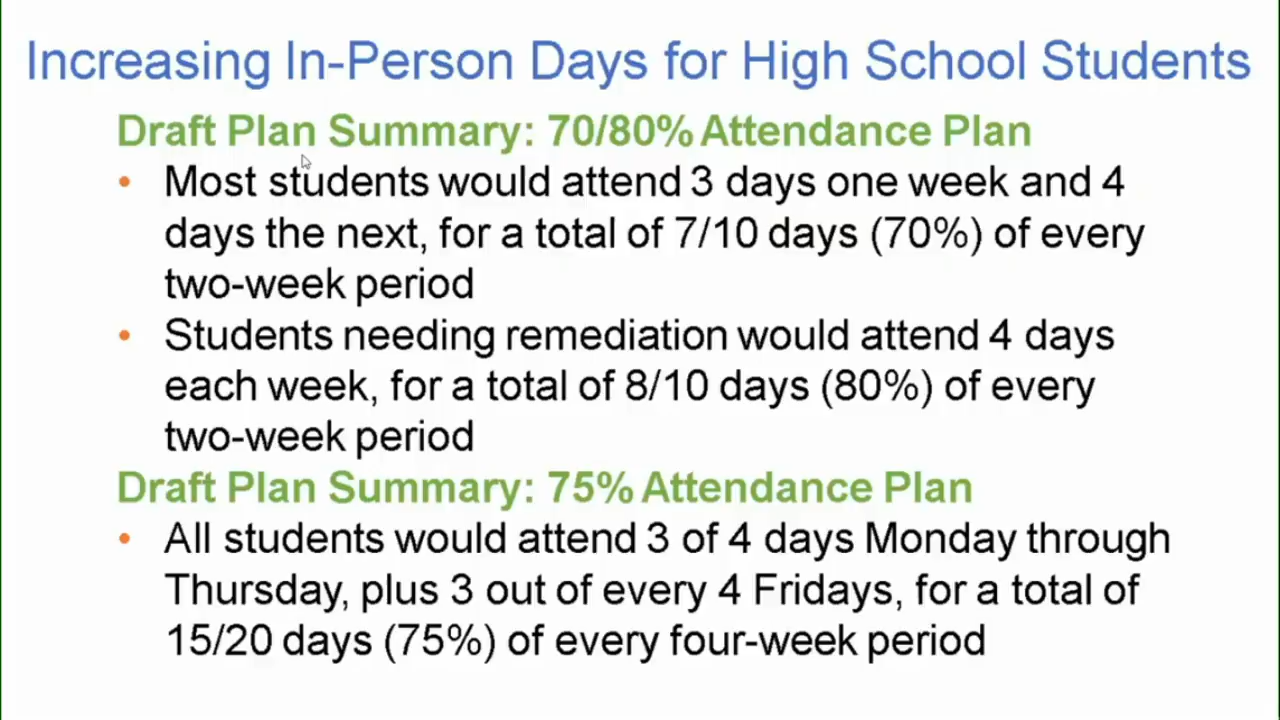 Increasing In-Person Days for High School Students
Draft Plan Summary: 70/80% Attendance Plan
• Most students would attend 3 days one week and 4
days the next, for a total of 7/10 days (70%) of every
two-week period
• Students needing remediation would attend 4 days
each week, for a total of 8/10 days (80%) of every
two-week period
Draft Plan Summary: 75% Attendance Plan
• All students would attend 3 of 4 days Monday through
Thursday, plus 3 out of every 4 Fridays, for a total of
15/20 days (75%) of every four-week period